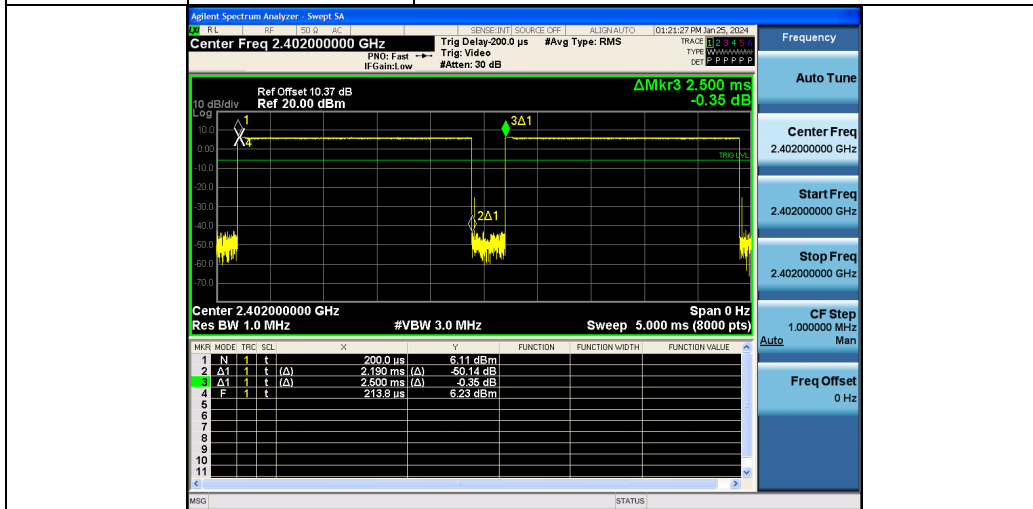 Agilent Spectrum Analyzer - Swept SA
RL RF 50 Ω AC SENSE:INT SOURCE OFF ALIGN AUTO 01:21:27 PM Jan 25, 2024
Center Freq 2.402000000 GHz
PNO: Fast
IFGain:Low
Trig Delay-200.0 µs #Avg Type: RMS
Trig: Video
#Atten: 30 dB
TRACE 1 2 3 4 5 6
TYPE
DET P P P P P P
ΔMkr3 2.500 ms
-0.35 dB
Ref Offset 10.37 dB
10 dB/div Ref 20.00 dBm
Log
10.0
0.00
-10.0
-20.0
-30.0
-40.0
-50.0
-60.0
-70.0
1
4
3Δ1
TRIG LVL
2Δ1
Center 2.402000000 GHz Span 0 Hz
Res BW 1.0 MHz #VBW 3.0 MHz Sweep 5.000 ms (8000 pts)
MKR MODE TRC SCL X Y FUNCTION FUNCTION WIDTH FUNCTION VALUE
1 N 1 t 200.0 µs 6.11 dBm
2 Δ1 1 t (Δ) 2.190 ms (Δ) -50.14 dB
3 Δ1 1 t (Δ) 2.500 ms (Δ) -0.35 dB
4 F 1 t 213.8 µs 6.23 dBm
5
6
7
8
9
10
11
MSG STATUS
Frequency
Auto Tune
Center Freq
2.402000000 GHz
Start Freq
2.402000000 GHz
Stop Freq
2.402000000 GHz
CF Step
1.000000 MHz
Auto Man
Freq Offset
0 Hz